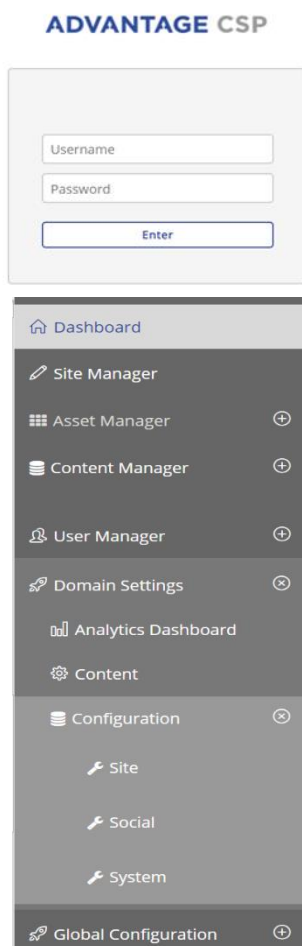 ADVANTAGE CSP
Username
Password
Enter
Dashboard
Site Manager
Asset Manager
Content Manager
User Manager
Domain Settings
Analytics Dashboard
Content
Configuration
Site
Social
System
Global Configuration